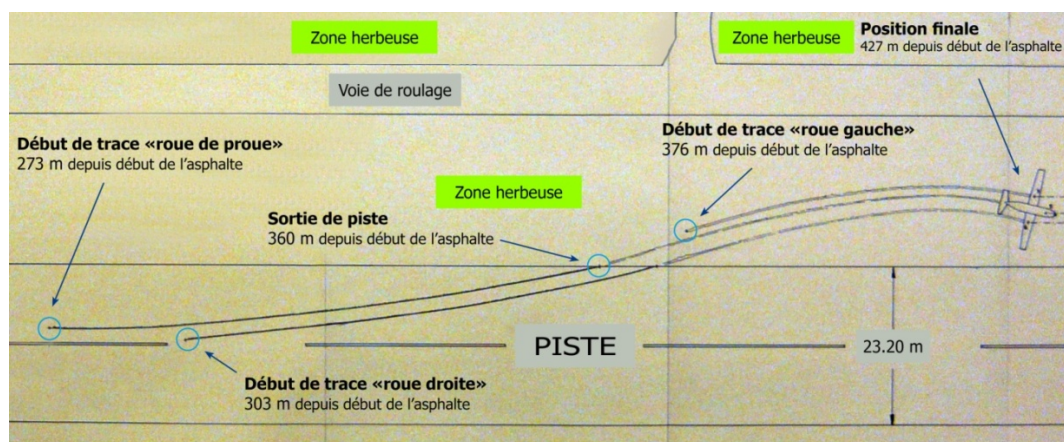 Zone herbeuse
Zone herbeuse
Position finale
427 m depuis début de l'asphalte
Voie de roulage
Début de trace «roue de proue»
273 m depuis début de l'asphalte
Début de trace «roue gauche»
376 m depuis début de l'asphalte
Zone herbeuse
Sortie de piste
360 m depuis début de l'asphalte
PISTE
23.20 m
Début de trace «roue droite»
303 m depuis début de l'asphalte